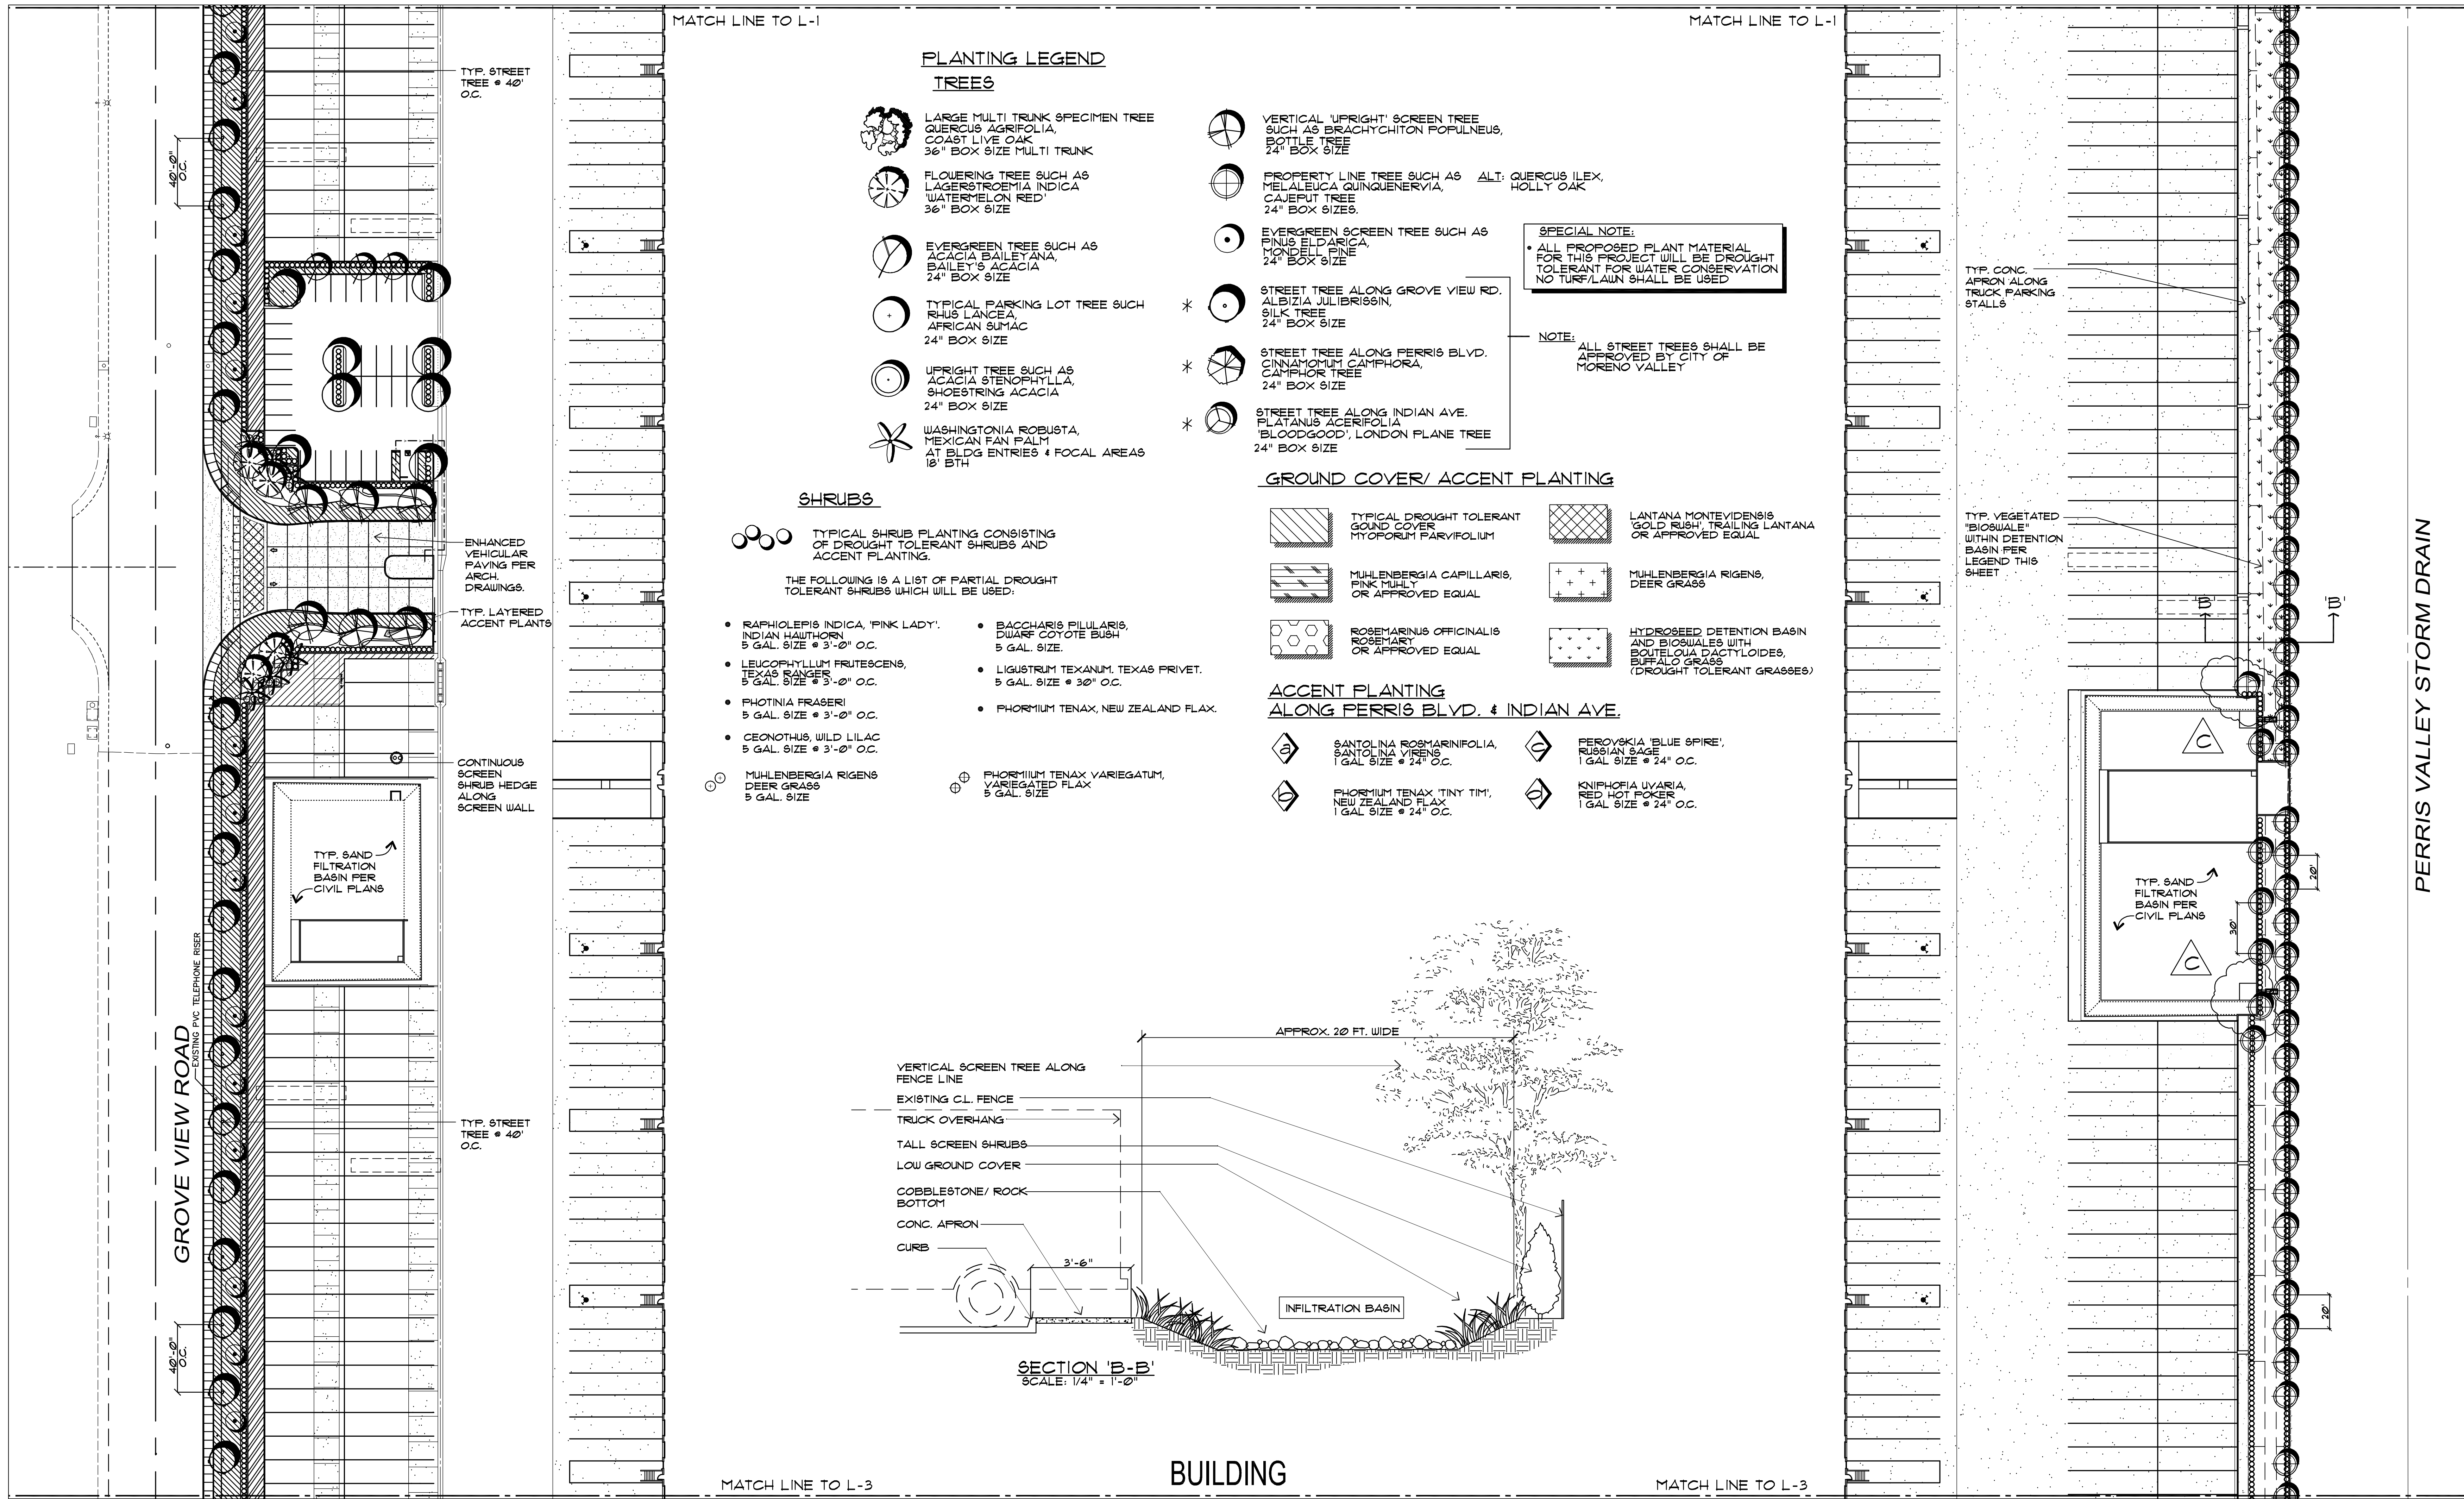 MATCH LINE TO L-1
MATCH LINE TO L-1
TYP. STREET
TREE @ 40'
O.C.
40'-0"
O.C.
ENHANCED
VEHICULAR
PAVING PER
ARCH.
DRAWINGS.
TYP. LAYERED
ACCENT PLANTS
CONTINUOUS
SCREEN
SHRUB HEDGE
ALONG
SCREEN WALL
TYP. SAND
FILTRATION
BASIN PER
CIVIL PLANS
EXISTING PVC TELEPHONE RISER
GROVE VIEW ROAD
TYP. STREET
TREE @ 40'
O.C.
40'-0"
O.C.
PLANTING LEGEND
TREES
LARGE MULTI TRUNK SPECIMEN TREE
QUERCUS AGRIFOLIA,
COAST LIVE OAK
36" BOX SIZE MULTI TRUNK
FLOWERING TREE SUCH AS
LAGERSTROEMIA INDICA
'WATERMELON RED'
36" BOX SIZE
EVERGREEN TREE SUCH AS
ACACIA BAILEYANA,
BAILEY'S ACACIA
24" BOX SIZE
TYPICAL PARKING LOT TREE SUCH
RHUS LANCEA,
AFRICAN SUMAC
24" BOX SIZE
UPRIGHT TREE SUCH AS
ACACIA STENOPHYLLA,
SHOESTRING ACACIA
24" BOX SIZE
WASHINGTONIA ROBUSTA,
MEXICAN FAN PALM
AT BLDG ENTRIES & FOCAL AREAS
18' BTH
VERTICAL 'UPRIGHT' SCREEN TREE
SUCH AS BRACHYCHITON POPULNEUS,
BOTTLE TREE
24" BOX SIZE
PROPERTY LINE TREE SUCH AS
MELALEUCA QUINQUENERVIA,
CAJEPUT TREE
24" BOX SIZES.
ALT: QUERCUS ILEX,
HOLLY OAK
EVERGREEN SCREEN TREE SUCH AS
PINUS ELDARICA,
MONDELL PINE
24" BOX SIZE
STREET TREE ALONG GROVE VIEW RD.
ALBIZIA JULIBRISSIN,
SILK TREE
24" BOX SIZE
STREET TREE ALONG PERRIS BLVD.
CINNAMOMUM CAMPHORA,
CAMPHOR TREE
24" BOX SIZE
STREET TREE ALONG INDIAN AVE.
PLATANUS ACERIFOLIA
'BLOODGOOD', LONDON PLANE TREE
24" BOX SIZE
SPECIAL NOTE:
• ALL PROPOSED PLANT MATERIAL
FOR THIS PROJECT WILL BE DROUGHT
TOLERANT FOR WATER CONSERVATION
NO TURF/LAWN SHALL BE USED
NOTE:
ALL STREET TREES SHALL BE
APPROVED BY CITY OF
MORENO VALLEY
SHRUBS
TYPICAL SHRUB PLANTING CONSISTING
OF DROUGHT TOLERANT SHRUBS AND
ACCENT PLANTING.
THE FOLLOWING IS A LIST OF PARTIAL DROUGHT
TOLERANT SHRUBS WHICH WILL BE USED:
• RAPHIOLEPIS INDICA, 'PINK LADY'.
INDIAN HAWTHORN
5 GAL. SIZE @ 3'-0" O.C.
• LEUCOPHYLLUM FRUTESCENS,
TEXAS RANGER
5 GAL. SIZE @ 3'-0" O.C.
• PHOTINIA FRASERI
5 GAL. SIZE @ 3'-0" O.C.
• CEONOTHUS, WILD LILAC
5 GAL. SIZE @ 3'-0" O.C.
MUHLENBERGIA RIGENS
DEER GRASS
5 GAL. SIZE
• BACCHARIS PILULARIS,
DWARF COYOTE BUSH
5 GAL. SIZE.
• LIGUSTRUM TEXANUM. TEXAS PRIVET.
5 GAL. SIZE @ 30" O.C.
• PHORMIUM TENAX, NEW ZEALAND FLAX.
PHORMIIUM TENAX VARIEGATUM,
VARIEGATED FLAX
5 GAL. SIZE
GROUND COVER/ ACCENT PLANTING
TYPICAL DROUGHT TOLERANT
GOUND COVER
MYOPORUM PARVIFOLIUM
LANTANA MONTEVIDENSIS
'GOLD RUSH', TRAILING LANTANA
OR APPROVED EQUAL
MUHLENBERGIA CAPILLARIS,
PINK MUHLY
OR APPROVED EQUAL
MUHLENBERGIA RIGENS,
DEER GRASS
ROSEMARINUS OFFICINALIS
ROSEMARY
OR APPROVED EQUAL
HYDROSEED DETENTION BASIN
AND BIOSWALES WITH
BOUTELOUA DACTYLOIDES,
BUFFALO GRASS
(DROUGHT TOLERANT GRASSES)
ACCENT PLANTING
ALONG PERRIS BLVD. & INDIAN AVE.
a
SANTOLINA ROSMARINIFOLIA,
SANTOLINA VIRENS
1 GAL SIZE @ 24" O.C.
b
PHORMIUM TENAX 'TINY TIM',
NEW ZEALAND FLAX
1 GAL SIZE @ 24" O.C.
c
PEROVSKIA 'BLUE SPIRE',
RUSSIAN SAGE
1 GAL SIZE @ 24" O.C.
d
KNIPHOFIA UVARIA,
RED HOT POKER
1 GAL SIZE @ 24" O.C.
APPROX. 20 FT. WIDE
VERTICAL SCREEN TREE ALONG
FENCE LINE
EXISTING C.L. FENCE
TRUCK OVERHANG
TALL SCREEN SHRUBS
LOW GROUND COVER
COBBLESTONE/ ROCK
BOTTOM
CONC. APRON
CURB
3'-6"
INFILTRATION BASIN
SECTION 'B-B'
SCALE: 1/4" = 1'-0"
BUILDING
MATCH LINE TO L-3
MATCH LINE TO L-3
TYP. CONC.
APRON ALONG
TRUCK PARKING
STALLS
TYP. VEGETATED
"BIOSWALE"
WITHIN DETENTION
BASIN PER
LEGEND THIS
SHEET
'B'
'B'
C
TYP. SAND
FILTRATION
BASIN PER
CIVIL PLANS
C
20'
30'
20'
PERRIS VALLEY STORM DRAIN